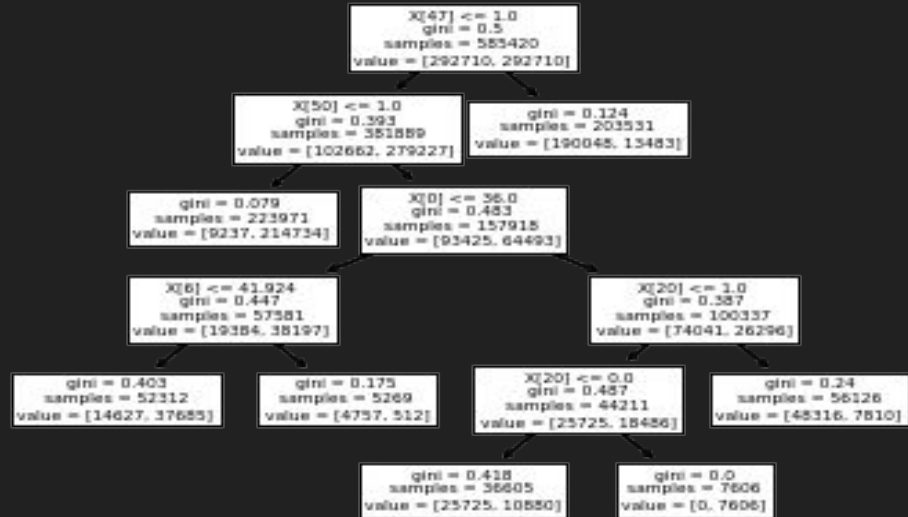 X[47] <= 1.0
gini = 0.5
samples = 585420
value = [292710, 292710]
X[50] <= 1.0
gini = 0.393
samples = 381889
value = [102662, 279227]
gini = 0.124
samples = 203531
value = [190048, 13483]
gini = 0.079
samples = 223971
value = [9237, 214734]
X[0] <= 36.0
gini = 0.483
samples = 157918
value = [93425, 64493]
X[6] <= 41.924
gini = 0.447
samples = 57581
value = [19384, 38197]
X[20] <= 1.0
gini = 0.387
samples = 100337
value = [74041, 26296]
gini = 0.403
samples = 52312
value = [14627, 37685]
gini = 0.175
samples = 5269
value = [4757, 512]
X[20] <= 0.0
gini = 0.487
samples = 44211
value = [25725, 18486]
gini = 0.24
samples = 56126
value = [48316, 7810]
gini = 0.418
samples = 36605
value = [25725, 10880]
gini = 0.0
samples = 7606
value = [0, 7606]